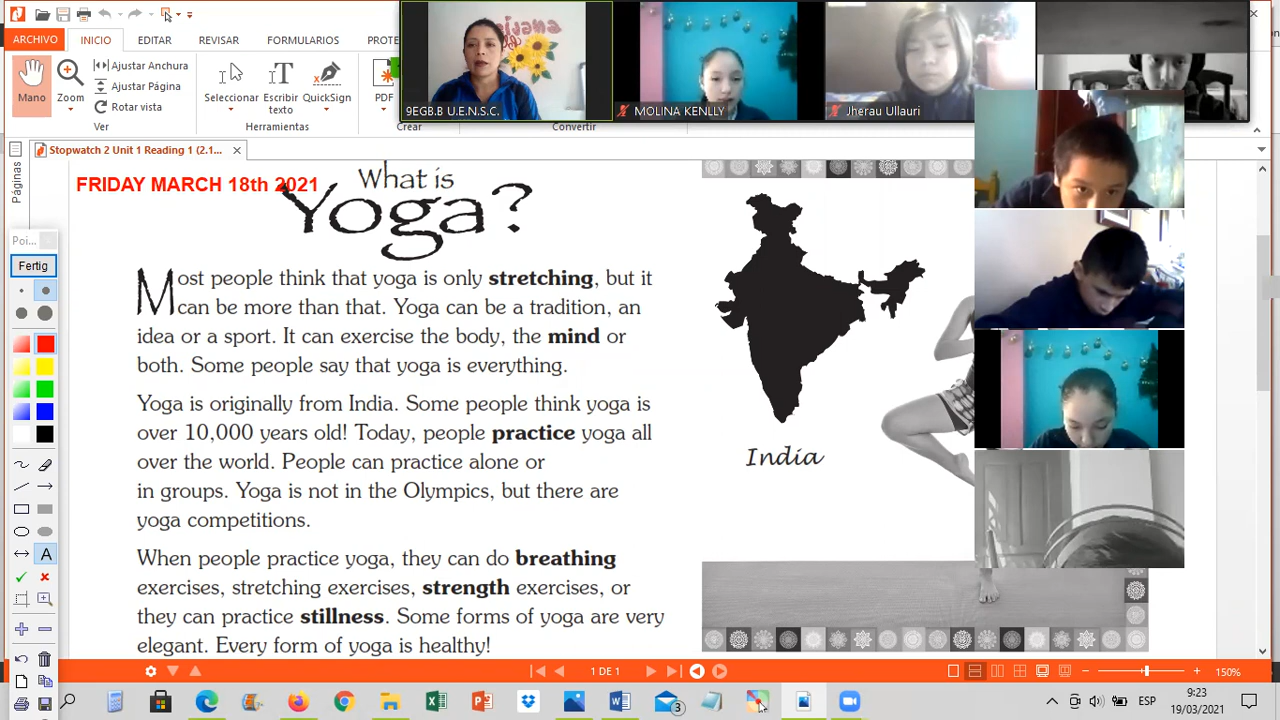 ARCHIVO
INICIO
EDITAR
REVISAR
FORMULARIOS
PROTE
Mano
Zoom
Ajustar Anchura
Ajustar Página
Rotar vista
Ver
Seleccionar
Escribir texto
QuickSign
Herramientas
PDF
Crear
Convertir
9EGB.B U.E.N.S.C.
MOLINA KENLLY
Jherau Ullauri
Stopwatch 2 Unit 1 Reading 1 (2.1...
Páginas
FRIDAY MARCH 18th 2021
What is
Yoga?
Most people think that yoga is only stretching, but it
can be more than that. Yoga can be a tradition, an
idea or a sport. It can exercise the body, the mind or
both. Some people say that yoga is everything.
Yoga is originally from India. Some people think yoga is
over 10,000 years old! Today, people practice yoga all
over the world. People can practice alone or
in groups. Yoga is not in the Olympics, but there are
yoga competitions.
When people practice yoga, they can do breathing
exercises, stretching exercises, strength exercises, or
they can practice stillness. Some forms of yoga are very
elegant. Every form of yoga is healthy!
India
Poi...
Fertig
A
1 DE 1
150%
3
ESP
9:23
19/03/2021